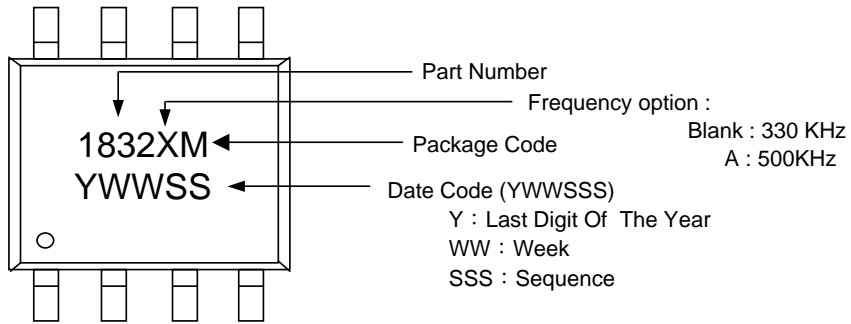 Part Number
Frequency option :
Blank : 330 KHz
A : 500KHz
1832XM
Package Code
YWWSS
Date Code (YWWSSS)
Y：Last Digit Of The Year
WW：Week
SSS：Sequence